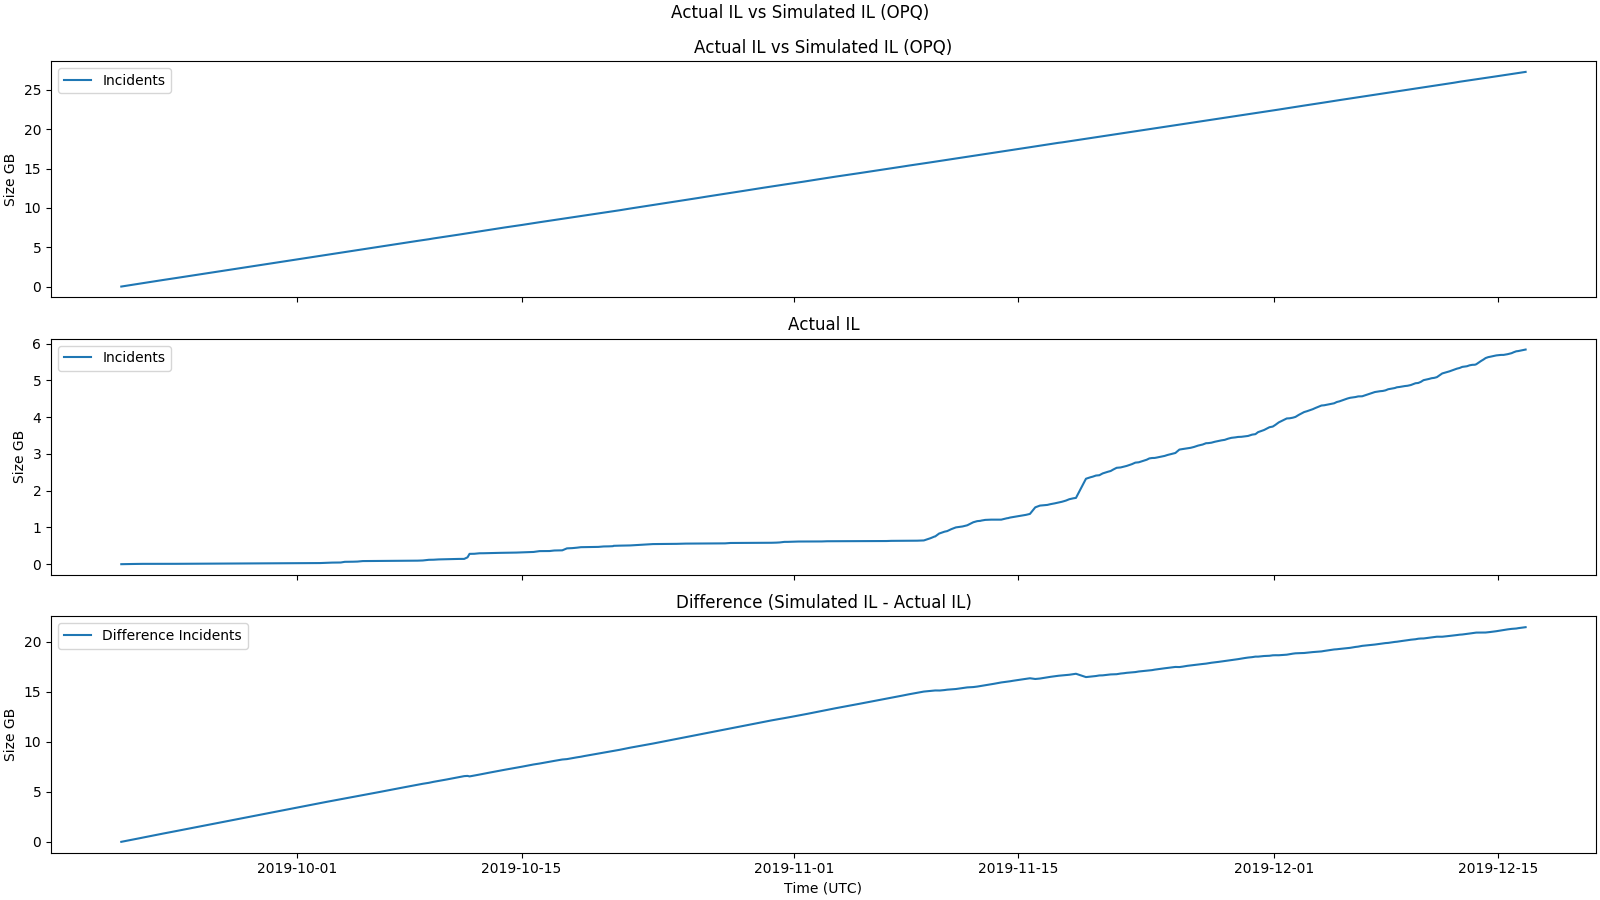 Actual IL vs Simulated IL (OPQ)
Actual IL vs Simulated IL (OPQ)
Incidents
Size GB
25
20
15
10
5
0
Actual IL
Incidents
Size GB
6
5
4
3
2
1
0
Difference (Simulated IL - Actual IL)
Difference Incidents
Size GB
20
15
10
5
0
2019-10-01 2019-10-15 2019-11-01 2019-11-15 2019-12-01 2019-12-15
Time (UTC)